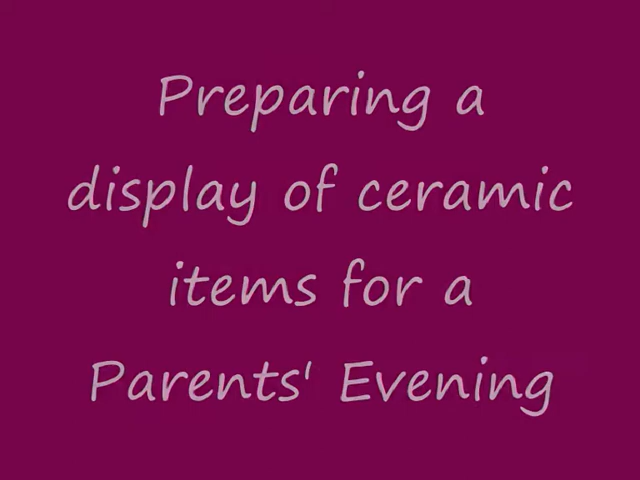 Preparing a
display of ceramic
items for a
Parents' Evening